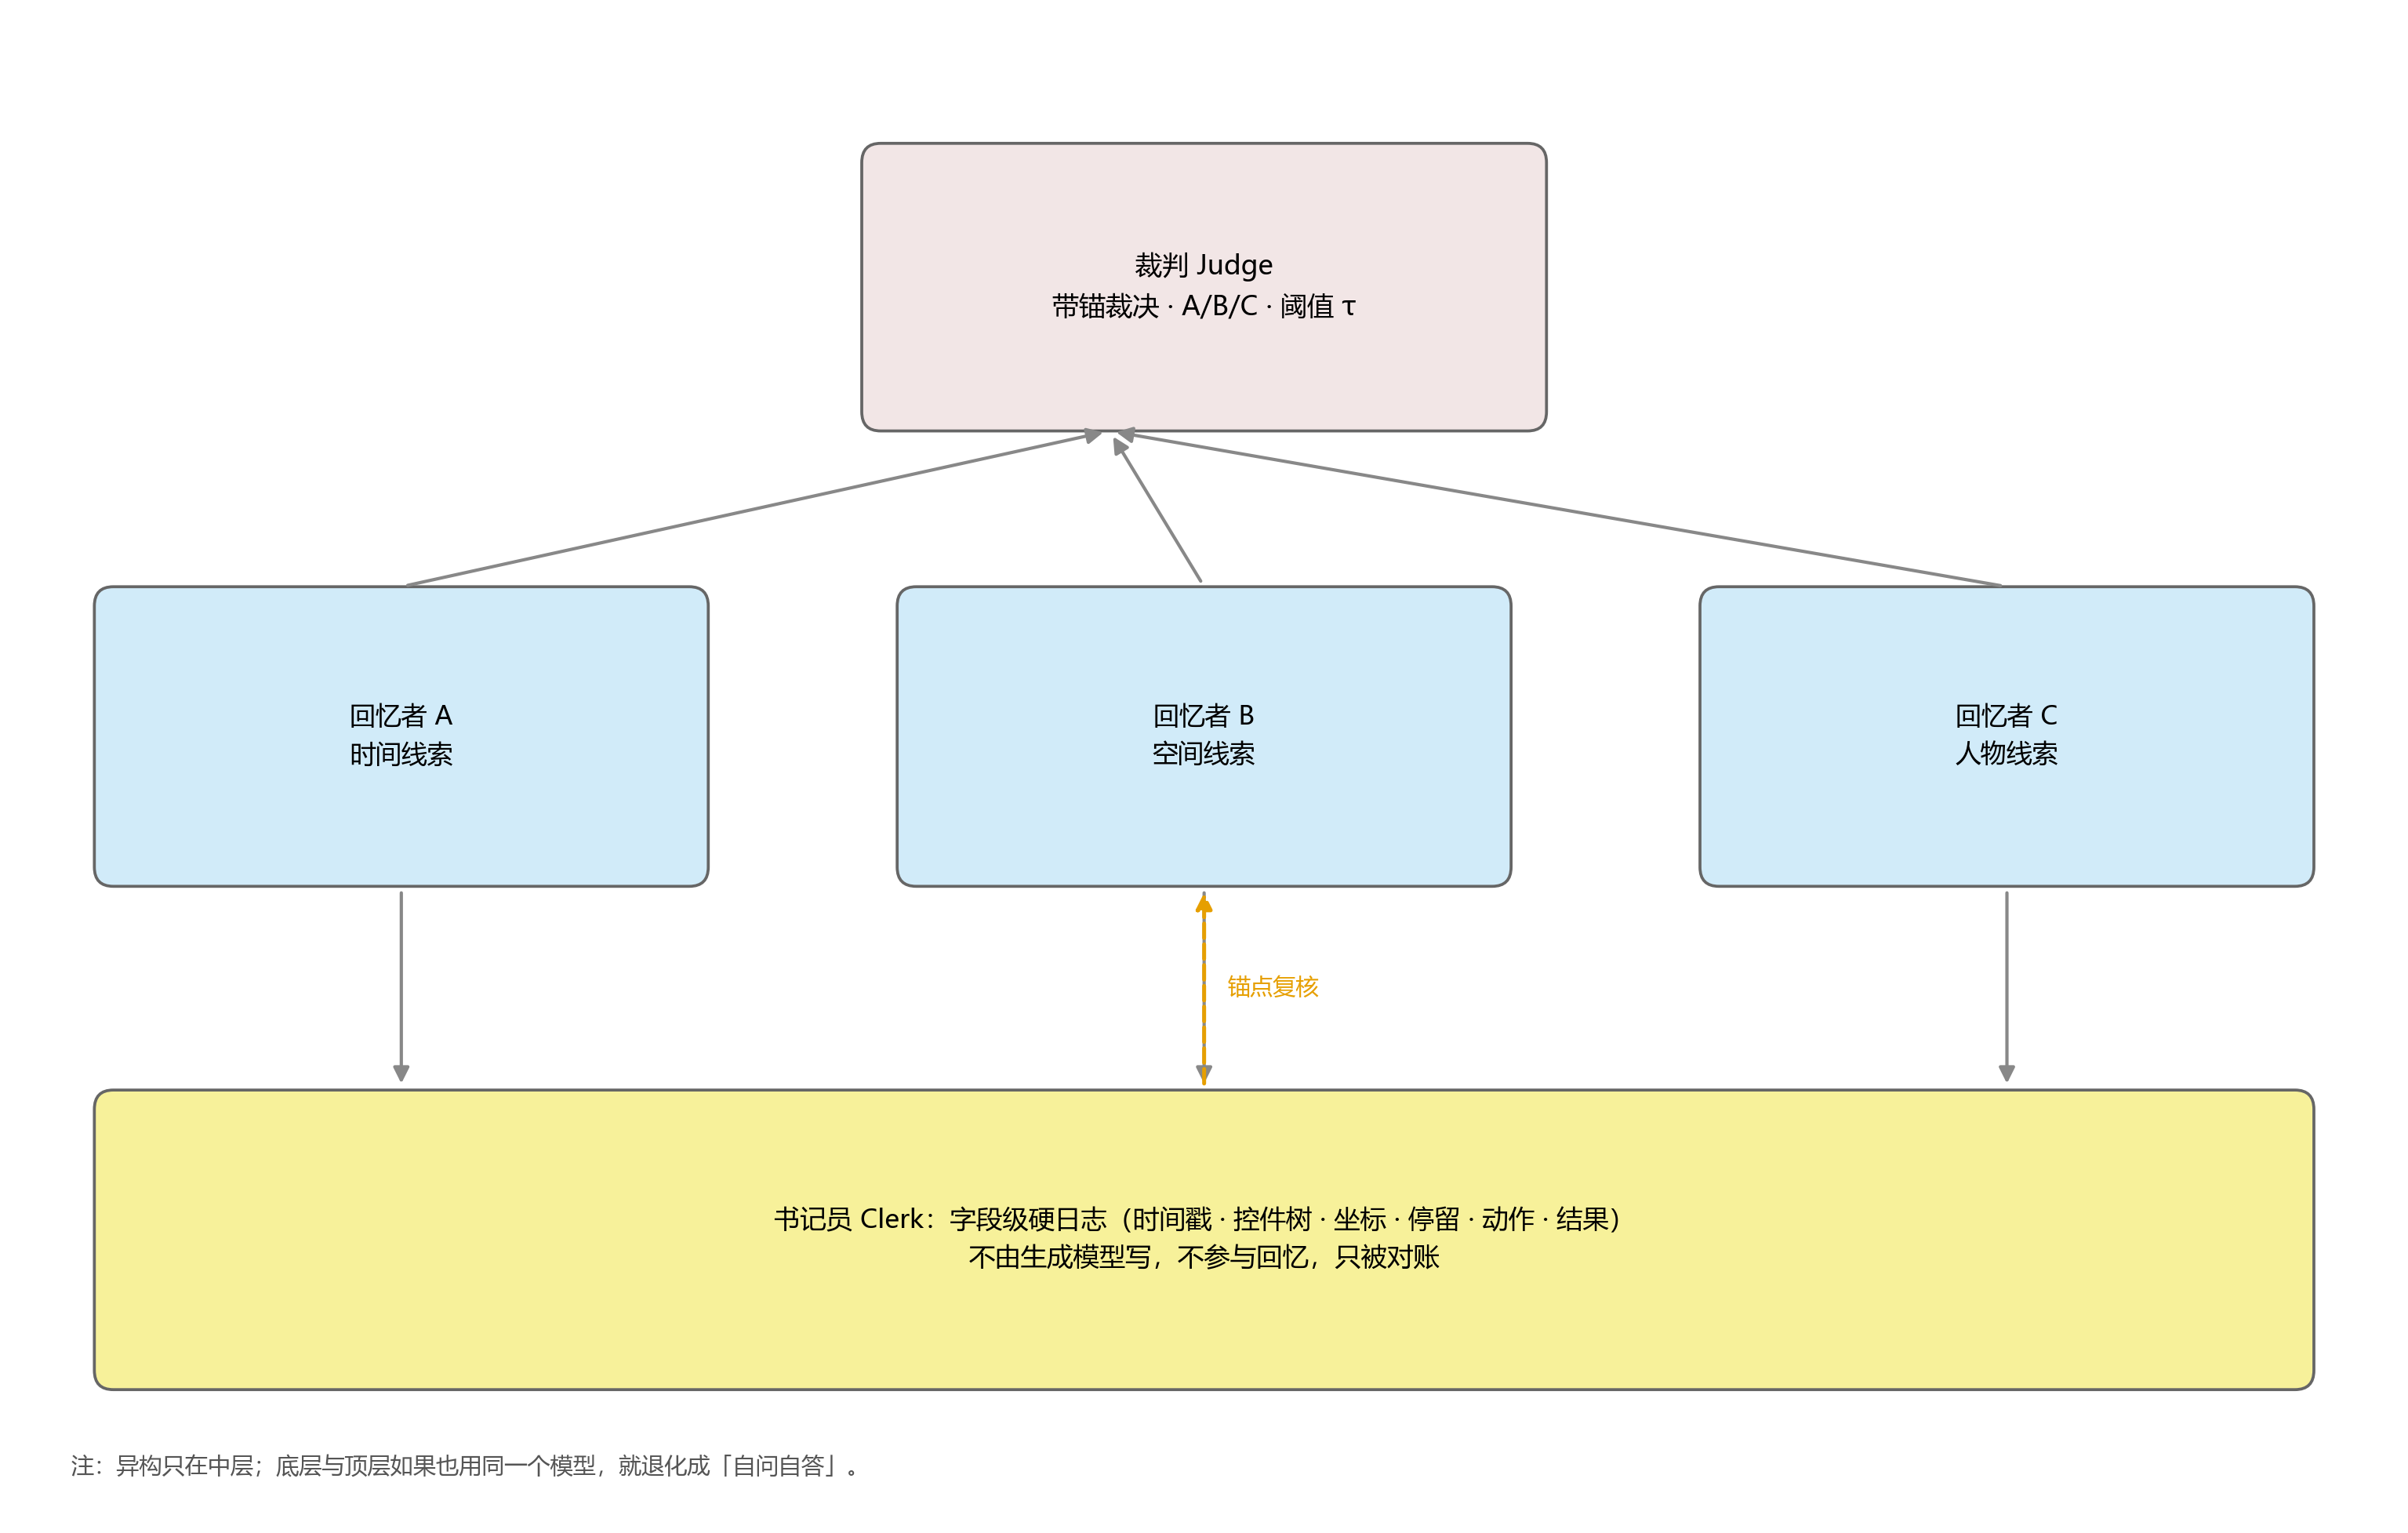 裁判 Judge
带锚裁决 · A/B/C · 阈值 τ
回忆者 A
时间线索
回忆者 B
空间线索
回忆者 C
人物线索
锚点复核
书记员 Clerk：字段级硬日志（时间戳 · 控件树 · 坐标 · 停留 · 动作 · 结果）
不由生成模型写，不参与回忆，只被对账
注：异构只在中层；底层与顶层如果也用同一个模型，就退化成「自问自答」。